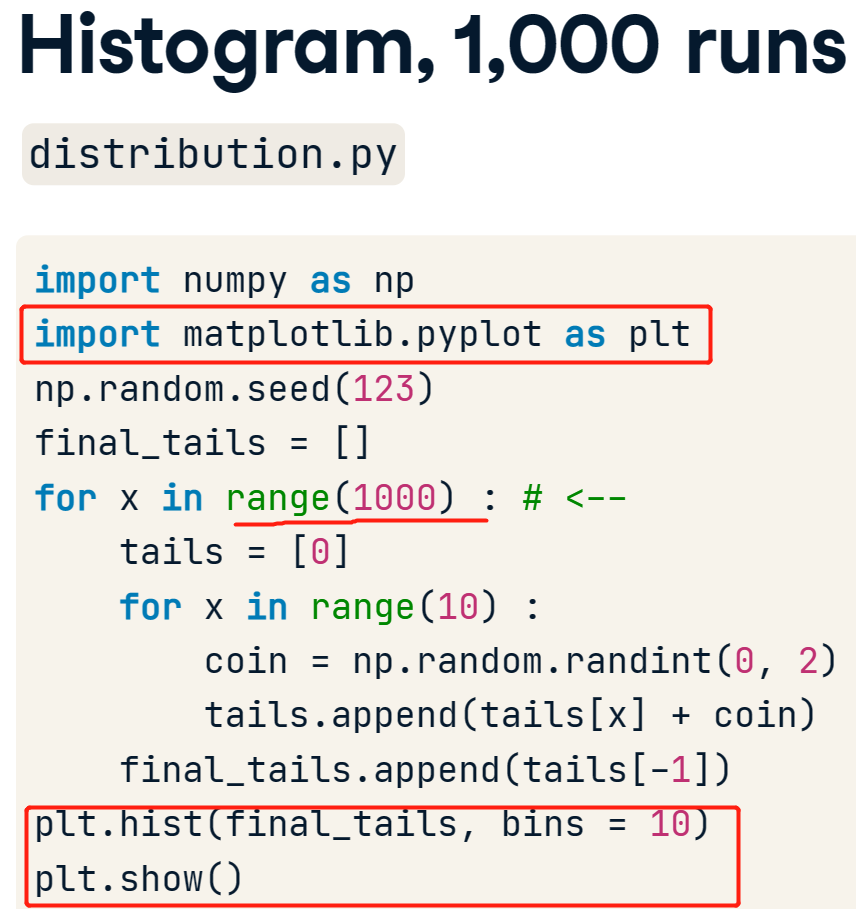 Histogram, 1,000 runs
distribution.py
import numpy as np
import matplotlib.pyplot as plt
np.random.seed(123)
final_tails = []
for x in range(1000) : # <--
    tails = [0]
    for x in range(10) :
        coin = np.random.randint(0, 2)
        tails.append(tails[x] + coin)
    final_tails.append(tails[-1])
plt.hist(final_tails, bins = 10)
plt.show()